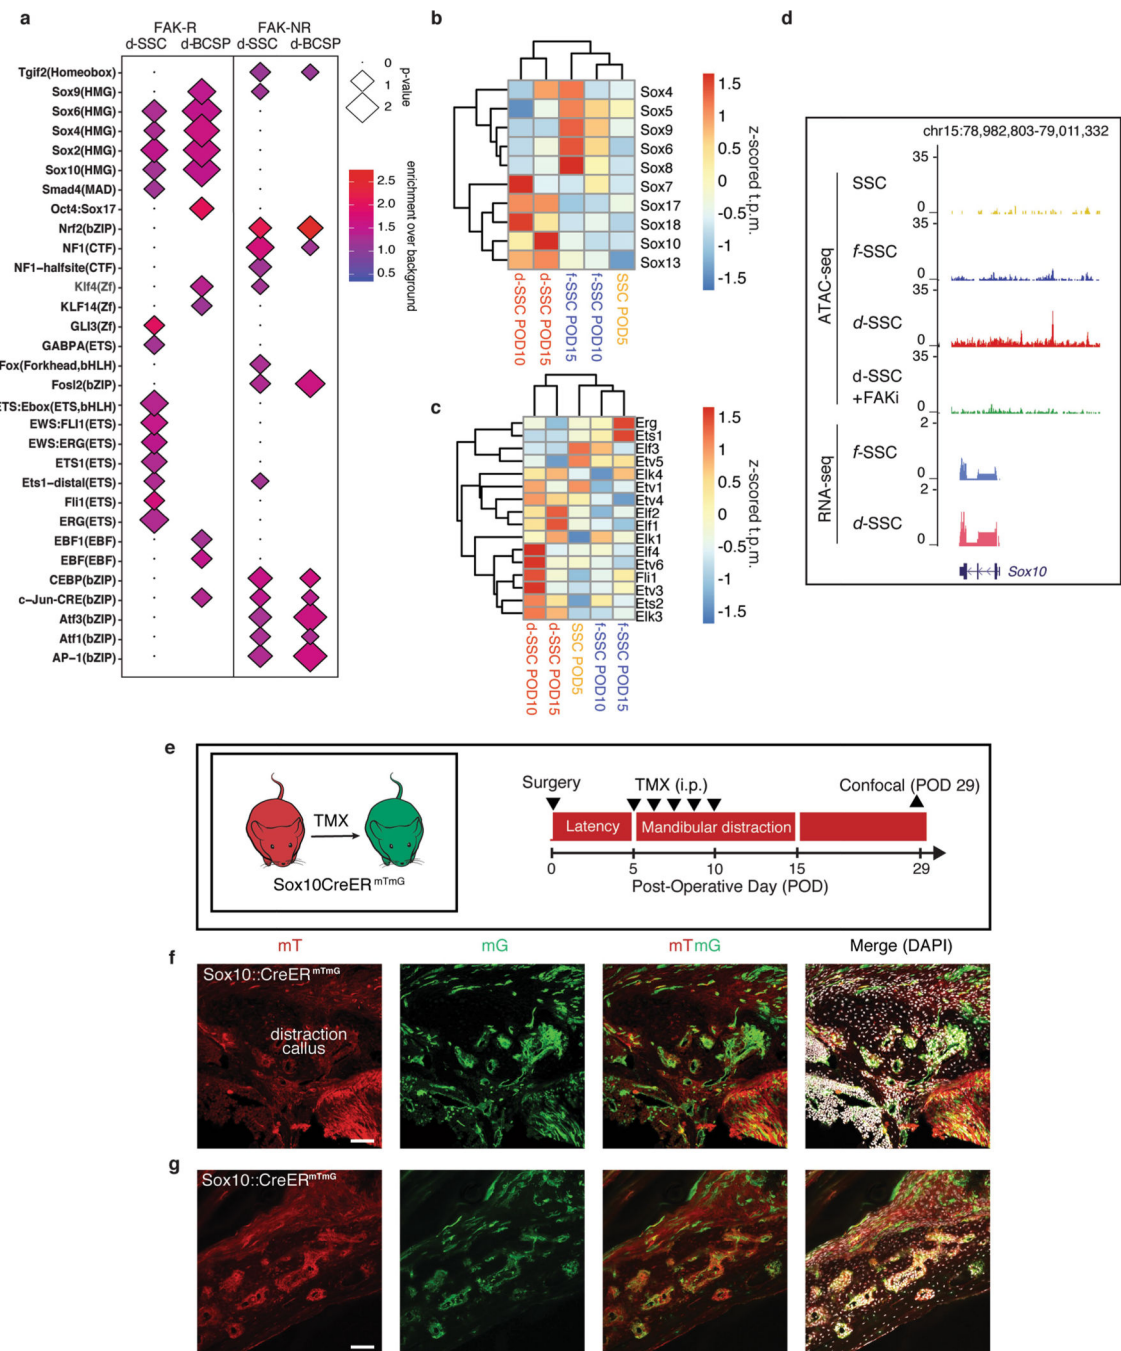 a
FAK-R FAK-NR
d-SSC d-BCSP d-SSC d-BCSP
Tgif2(Homeobox)
Sox9(HMG)
Sox6(HMG)
Sox4(HMG)
Sox2(HMG)
Sox10(HMG)
Smad4(MAD)
Oct4:Sox17
Nrf2(bZIP)
NF1(CTF)
NF1-halfsite(CTF)
Klf4(Zf)
KLF14(Zf)
GLI3(Zf)
GABPA(ETS)
Fox(Forkhead,bHLH)
Fosl2(bZIP)
ETS:Ebox(ETS,bHLH)
EWS:FLI1(ETS)
EWS:ERG(ETS)
ETS1(ETS)
Ets1-distal(ETS)
Fli1(ETS)
ERG(ETS)
EBF1(EBF)
EBF(EBF)
CEBP(bZIP)
c-Jun-CRE(bZIP)
Atf3(bZIP)
Atf1(bZIP)
AP-1(bZIP)
0
1
2
p-value
2.5
2.0
1.5
1.0
0.5
enrichment over background
b
Sox4
Sox5
Sox9
Sox6
Sox8
Sox7
Sox17
Sox18
Sox10
Sox13
d-SSC POD10
d-SSC POD15
f-SSC POD15
f-SSC POD10
SSC POD5
1.5
1
0.5
0
-0.5
-1
-1.5
z-scored t.p.m.
c
Erg
Ets1
Elf3
Etv5
Elk4
Etv1
Etv4
Elf2
Elf1
Elk1
Elf4
Etv6
Fli1
Etv3
Ets2
Elk3
d-SSC POD10
d-SSC POD15
SSC POD5
f-SSC POD10
f-SSC POD15
1.5
1
0.5
0
-0.5
-1
-1.5
z-scored t.p.m.
d
chr15:78,982,803-79,011,332
ATAC-seq
35
SSC
0
35
f-SSC
0
35
d-SSC
0
35
d-SSC
+FAKi
0
RNA-seq
2
f-SSC
0
2
d-SSC
0
Sox10
e
TMX
Sox10CreER mTmG
Surgery TMX (i.p.) Confocal (POD 29)
Latency Mandibular distraction
0 5 10 15 29
Post-Operative Day (POD)
mT mG mTmG Merge (DAPI)
f
Sox10::CreER mTmG
distraction
callus
g
Sox10::CreER mTmG